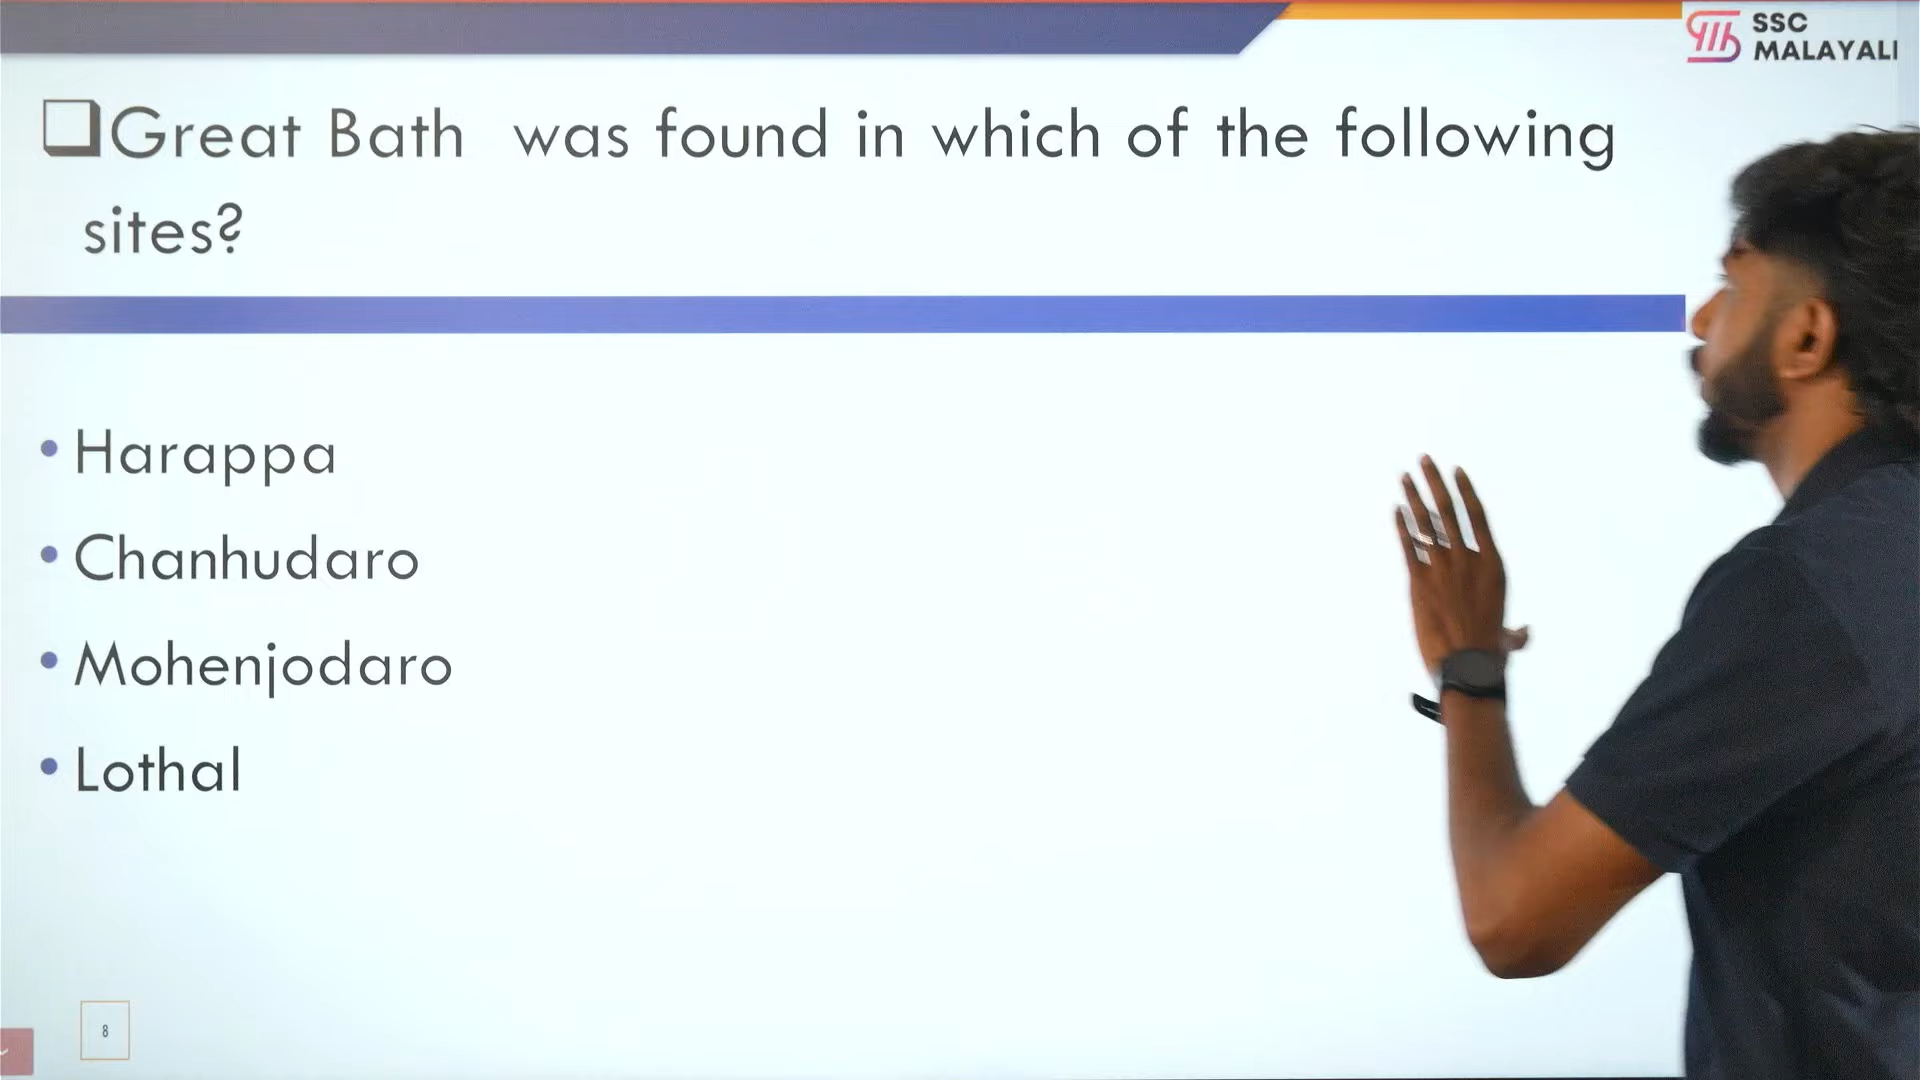 SSC
MALAYALI
Great Bath was found in which of the following
sites?
• Harappa
• Chanhudaro
• Mohenjodaro
• Lothal
8